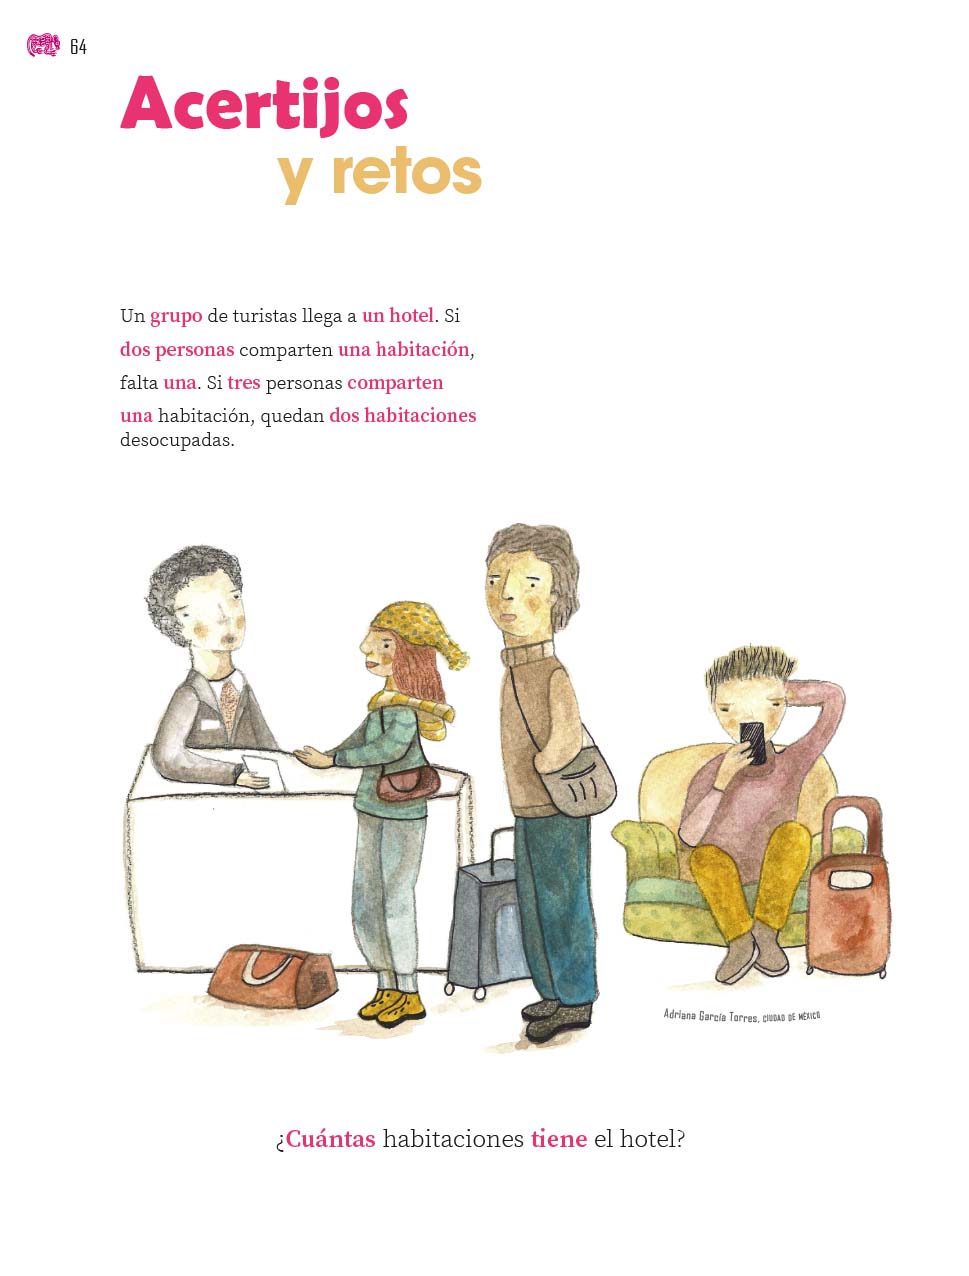 64
Acertijos
y retos
Un grupo de turistas llega a un hotel. Si
dos personas comparten una habitación,
falta una. Si tres personas comparten
una habitación, quedan dos habitaciones
desocupadas.
Adriana García Torres, CIUDAD DE MÉXICO
¿Cuántas habitaciones tiene el hotel?